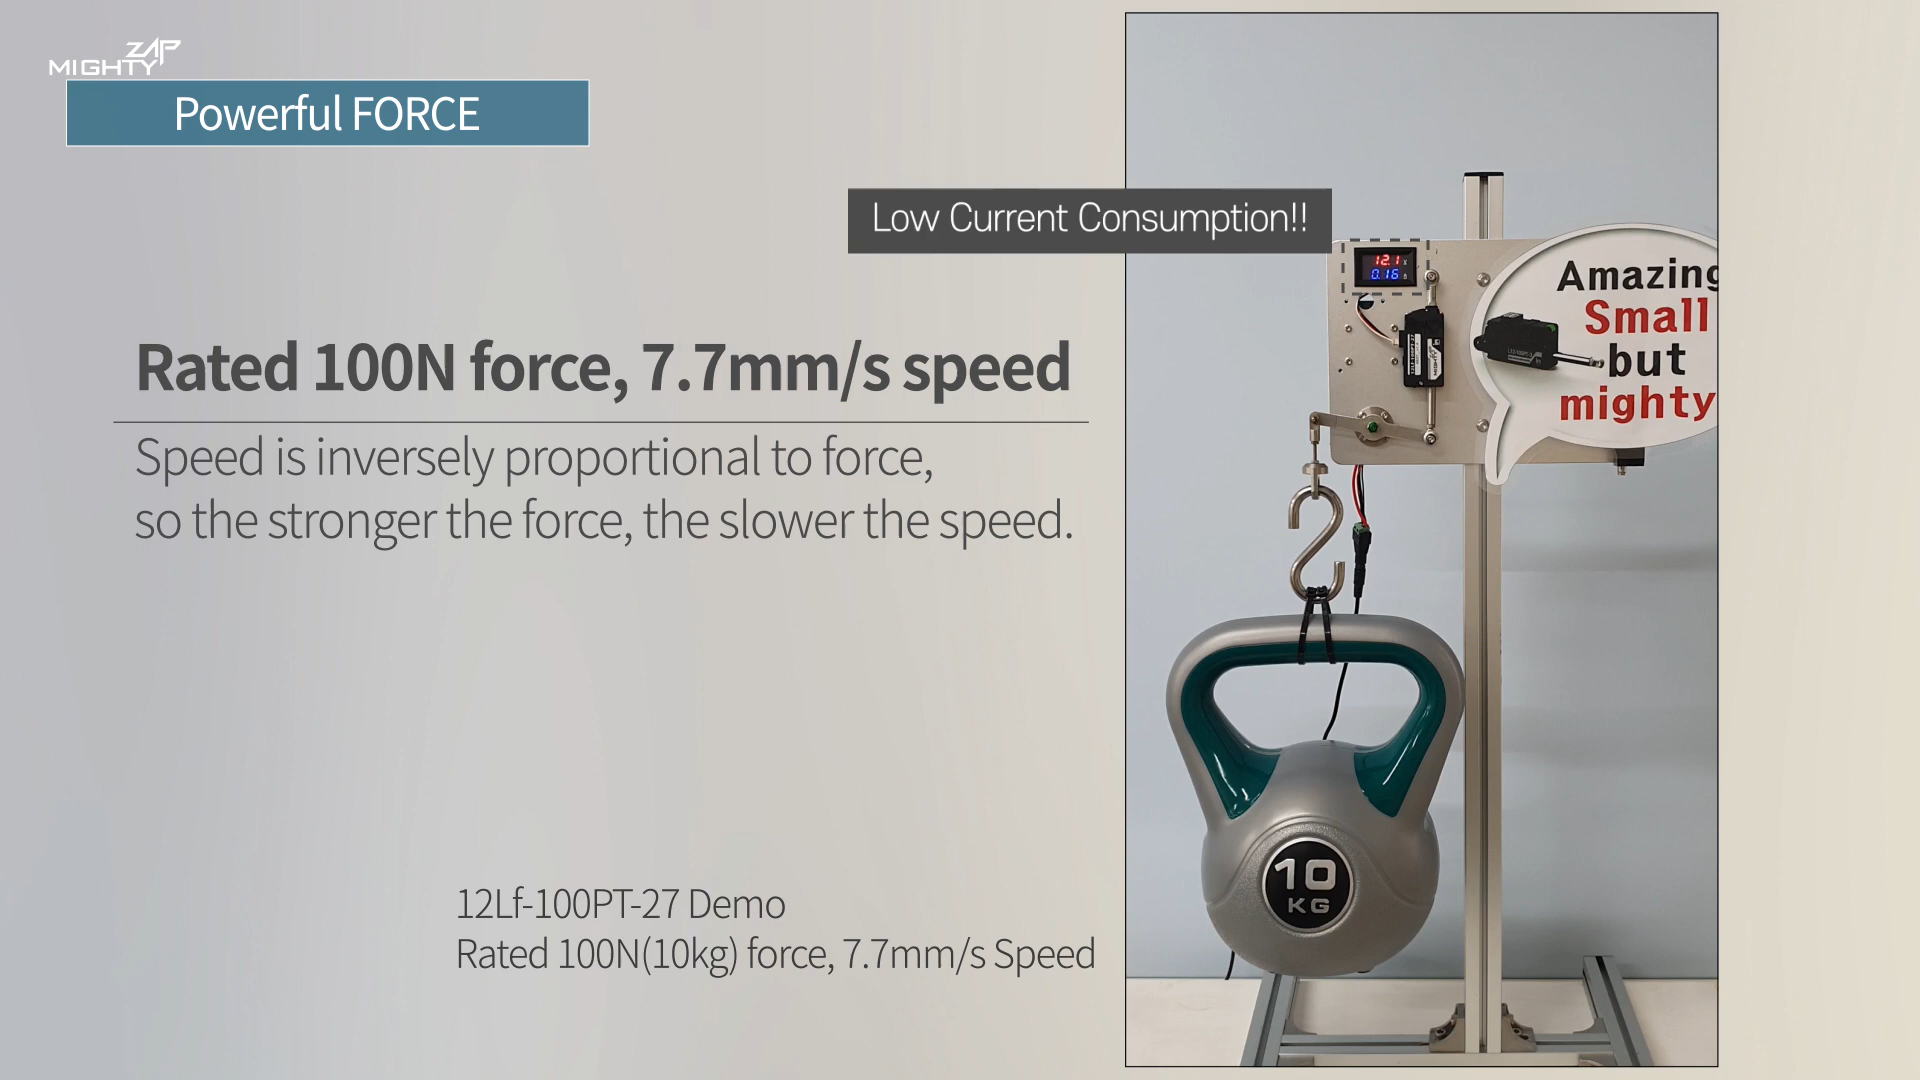 MIGHTY ZAP
Powerful FORCE
Low Current Consumption!!
Rated 100N force, 7.7mm/s speed
Speed is inversely proportional to force,
so the stronger the force, the slower the speed.
12Lf-100PT-27 Demo
Rated 100N(10kg) force, 7.7mm/s Speed
12.1 V
0.16 A
Amazing
Small
but
mighty
10
KG